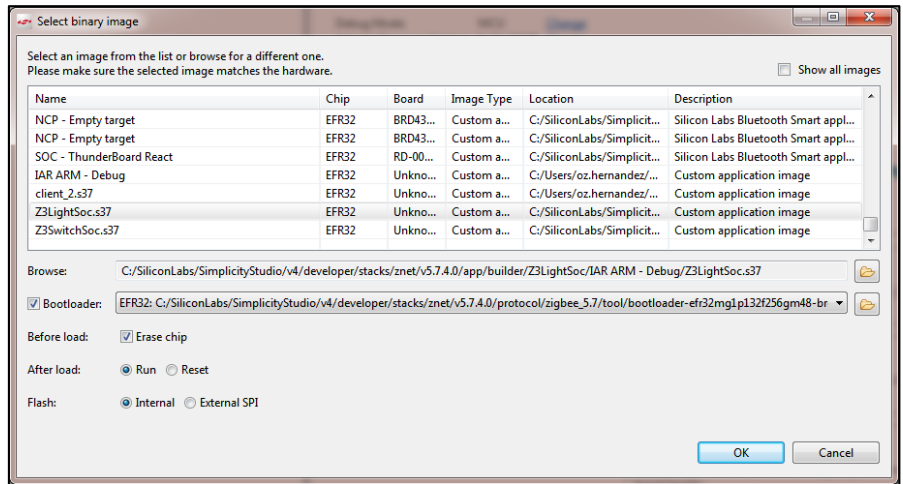 Select binary image
Select an image from the list or browse for a different one.
Please make sure the selected image matches the hardware.
Show all images
Name Chip Board Image Type Location Description
NCP - Empty target EFR32 BRD43... Custom a... C:/SiliconLabs/Simplicit... Silicon Labs Bluetooth Smart appl...
NCP - Empty target EFR32 BRD43... Custom a... C:/SiliconLabs/Simplicit... Silicon Labs Bluetooth Smart appl...
SOC - ThunderBoard React EFR32 RD-00... Custom a... C:/SiliconLabs/Simplicit... Silicon Labs Bluetooth Smart appl...
IAR ARM - Debug EFR32 Unkno... Custom a... C:/Users/oz.hernandez/... Custom application image
client_2.s37 EFR32 Unkno... Custom a... C:/Users/oz.hernandez/... Custom application image
Z3LightSoc.s37 EFR32 Unkno... Custom a... C:/SiliconLabs/Simplicit... Custom application image
Z3SwitchSoc.s37 EFR32 Unkno... Custom a... C:/SiliconLabs/Simplicit... Custom application image
Browse: C:/SiliconLabs/SimplicityStudio/v4/developer/stacks/znet/v5.7.4.0/app/builder/Z3LightSoc/IAR ARM - Debug/Z3LightSoc.s37
Bootloader: EFR32: C:/SiliconLabs/SimplicityStudio/v4/developer/stacks/znet/v5.7.4.0/protocol/zigbee_5.7/tool/bootloader-efr32mg1p132f256gm48-br
Before load: Erase chip
After load: Run Reset
Flash: Internal External SPI
OK Cancel